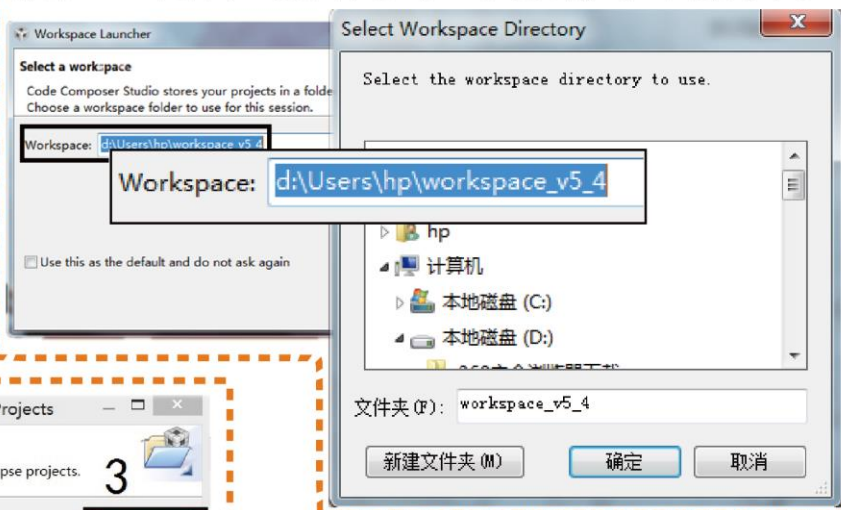 Workspace Launcher
Select a workspace
Code Composer Studio stores your projects in a folde
Choose a workspace folder to use for this session.
Workspace: d:\Users\hp\workspace_v5_4
Workspace: d:\Users\hp\workspace_v5_4
Use this as the default and do not ask again
Select Workspace Directory
Select the workspace directory to use.
hp
计算机
本地磁盘 (C:)
本地磁盘 (D:)
文件夹(F): workspace_v5_4
新建文件夹(M)
确定
取消
Projects
pse projects.
3